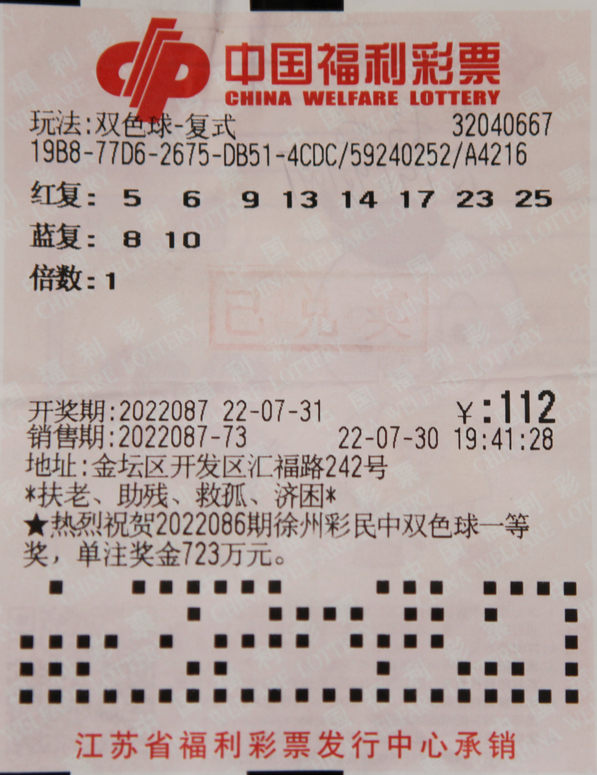 中国福利彩票
CHINA WELFARE LOTTERY
玩法:双色球-复式 32040667
19B8-77D6-2675-DB51-4CDC/59240252/A4216
红复: 5 6 9 13 14 17 23 25
蓝复: 8 10
倍数:1
已兑奖
开奖期:2022087 22-07-31 ¥:112
销售期:2022087-73 22-07-30 19:41:28
地址:金坛区开发区汇福路242号
*扶老、助残、救孤、济困*
★热烈祝贺2022086期徐州彩民中双色球一等
奖，单注奖金723万元。
江苏省福利彩票发行中心承销